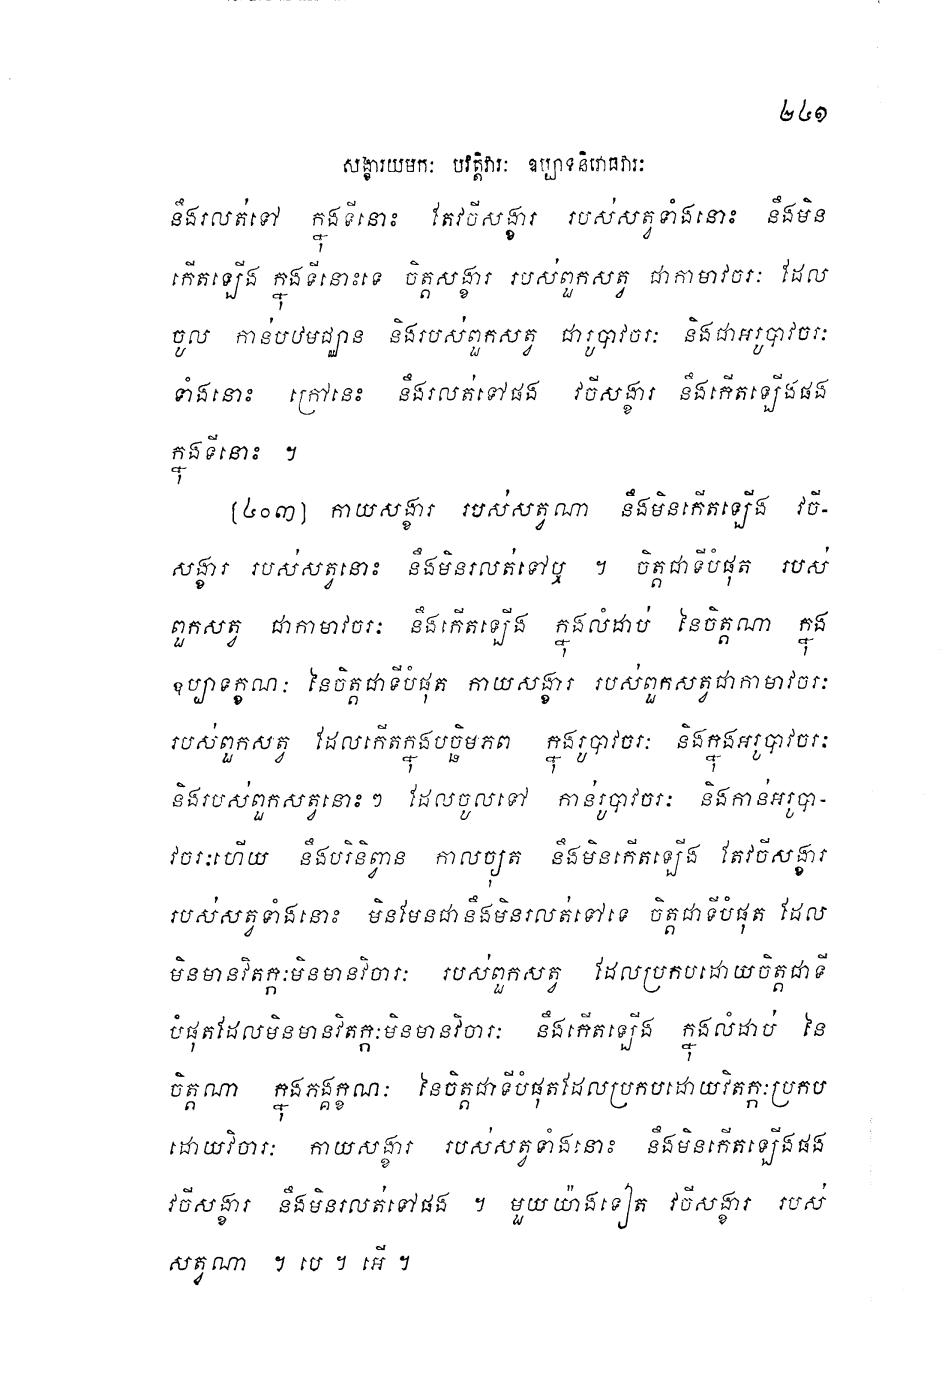 ២៤១
សង្ខារយមកៈ បវត្តិវារៈ ឧប្បាទនិរោធវារៈ
នឹងរលត់ទៅ ក្នុងទីនោះ តែវចីសង្ខារ របស់សត្វទាំងនោះ នឹងមិន
កើតឡើង ក្នុងទីនោះទេ ចិត្តសង្ខារ របស់ពួកសត្វ ជាកាមាវចរៈ ដែល
ចូល កាន់បឋមជ្ឈាន និងរបស់ពួកសត្វ ជារូបាវចរៈ និងជាអរូបាវចរៈ
ទាំងនោះ ក្រៅនេះ នឹងរលត់ទៅផង វចីសង្ខារ នឹងកើតឡើងផង
ក្នុងទីនោះ ។
[៤០៣] កាយសង្ខារ របស់សត្វណា នឹងមិនកើតឡើង វចី-
សង្ខារ របស់សត្វនោះ នឹងមិនរលត់ទៅឬ ។ ចិត្តជាទីបំផុត របស់
ពួកសត្វ ជាកាមាវចរៈ នឹងកើតឡើង ក្នុងលំដាប់ នៃចិត្តណា ក្នុង
ឧប្បាទក្ខណៈ នៃចិត្តជាទីបំផុត កាយសង្ខារ របស់ពួកសត្វជាកាមាវចរៈ
របស់ពួកសត្វ ដែលកើតក្នុងបច្ឆិមភព ក្នុងរូបាវចរៈ និងក្នុងអរូបាវចរៈ
និងរបស់ពួកសត្វនោះៗ ដែលចូលទៅ កាន់រូបាវចរៈ និងកាន់អរូបា-
វចរៈហើយ នឹងបរិនិព្វាន កាលច្យុត នឹងមិនកើតឡើង តែវចីសង្ខារ
របស់សត្វទាំងនោះ មិនមែនជានឹងមិនរលត់ទៅទេ ចិត្តជាទីបំផុត ដែល
មិនមានវិតក្កៈមិនមានវិចារៈ របស់ពួកសត្វ ដែលប្រកបដោយចិត្តជាទី
បំផុតដែលមិនមានវិតក្កៈមិនមានវិចារៈ នឹងកើតឡើង ក្នុងលំដាប់ នៃ
ចិត្តណា ក្នុងភង្គក្ខណៈ នៃចិត្តជាទីបំផុតដែលប្រកបដោយវិតក្កៈប្រកប
ដោយវិចារៈ កាយសង្ខារ របស់សត្វទាំងនោះ នឹងមិនកើតឡើងផង
វចីសង្ខារ នឹងមិនរលត់ទៅផង ។ មួយយ៉ាងទៀត វចីសង្ខារ របស់
សត្វណា ។ បេ ។ អើ ។